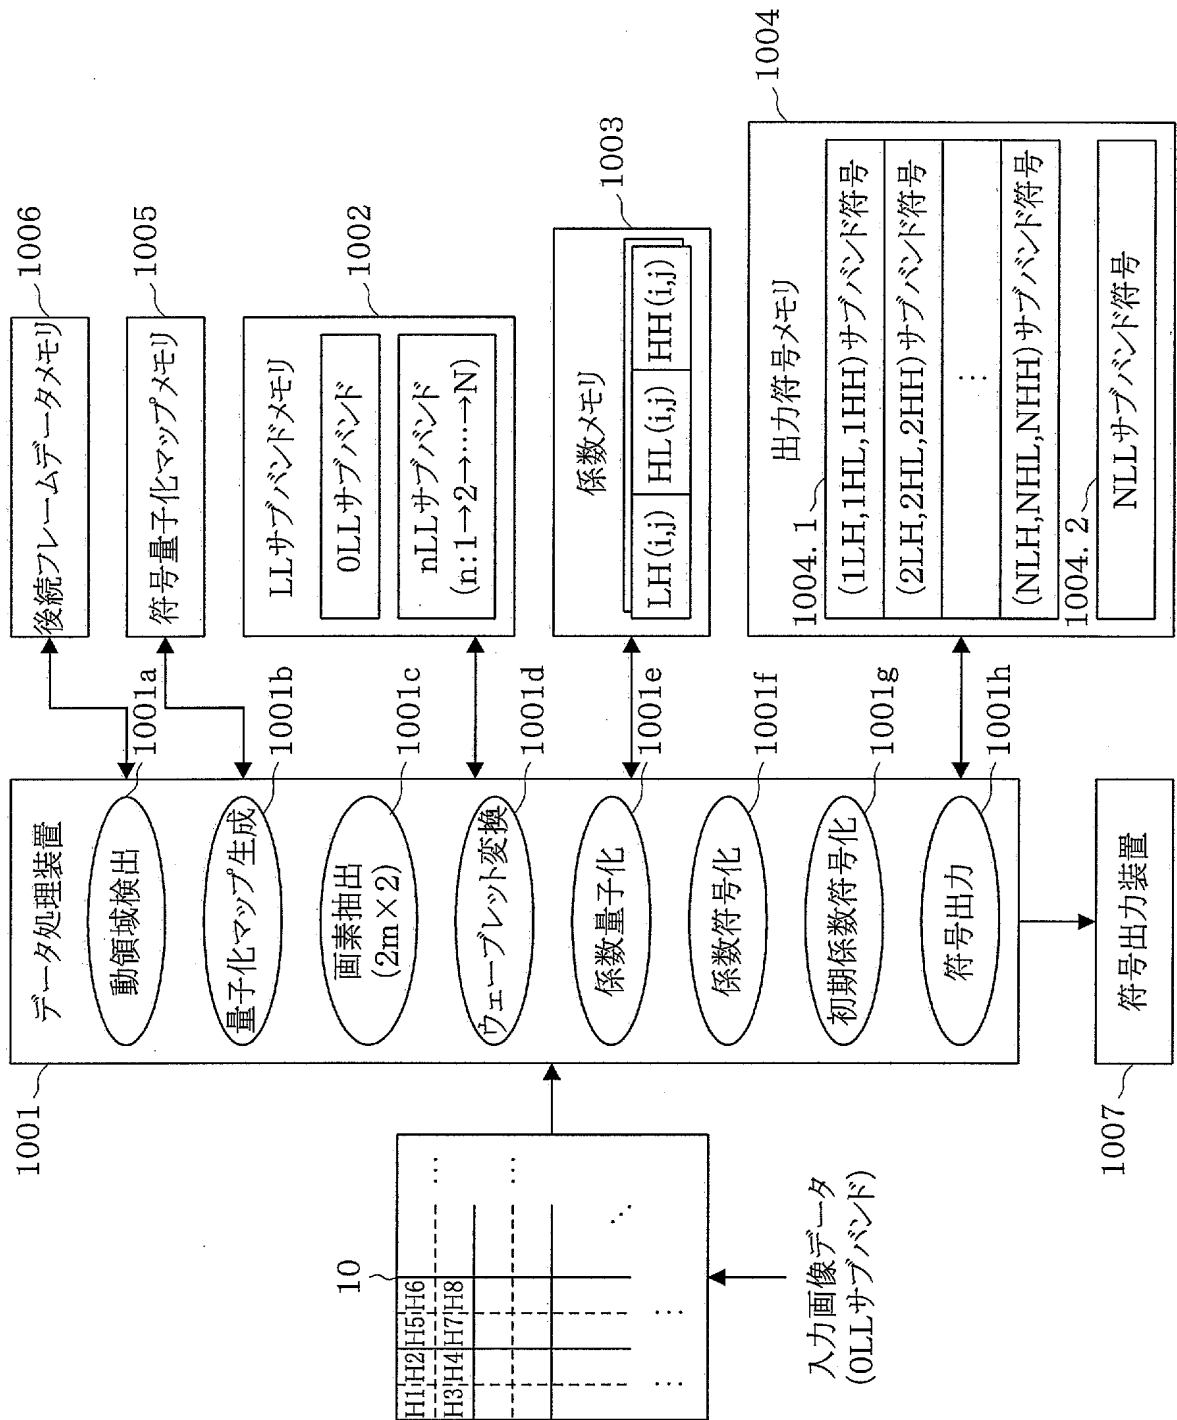 1001
データ処理装置
動領域検出
1001a
量子化マップ生成
1001b
画素抽出
(2m×2)
1001c
ウェーブレット変換
1001d
係数量子化
1001e
係数符号化
1001f
初期係数符号化
1001g
符号出力
1001h
後続フレームデータメモリ
1006
符号量子化マップメモリ
1005
LLサブバンドメモリ
1002
0LLサブバンド
nLLサブバンド
(n:1→2→…→N)
係数メモリ
1003
LH(i,j)
HL(i,j)
HH(i,j)
出力符号メモリ
1004
1004.1
(1LH,1HL,1HH)サブバンド符号
(2LH,2HL,2HH)サブバンド符号
…
(NLH,NHL,NHH)サブバンド符号
1004.2
NLLサブバンド符号
符号出力装置
1007
10
H1 H2 H5 H6 …
H3 H4 H7 H8
…
…
… …
入力画像データ
(0LLサブバンド)